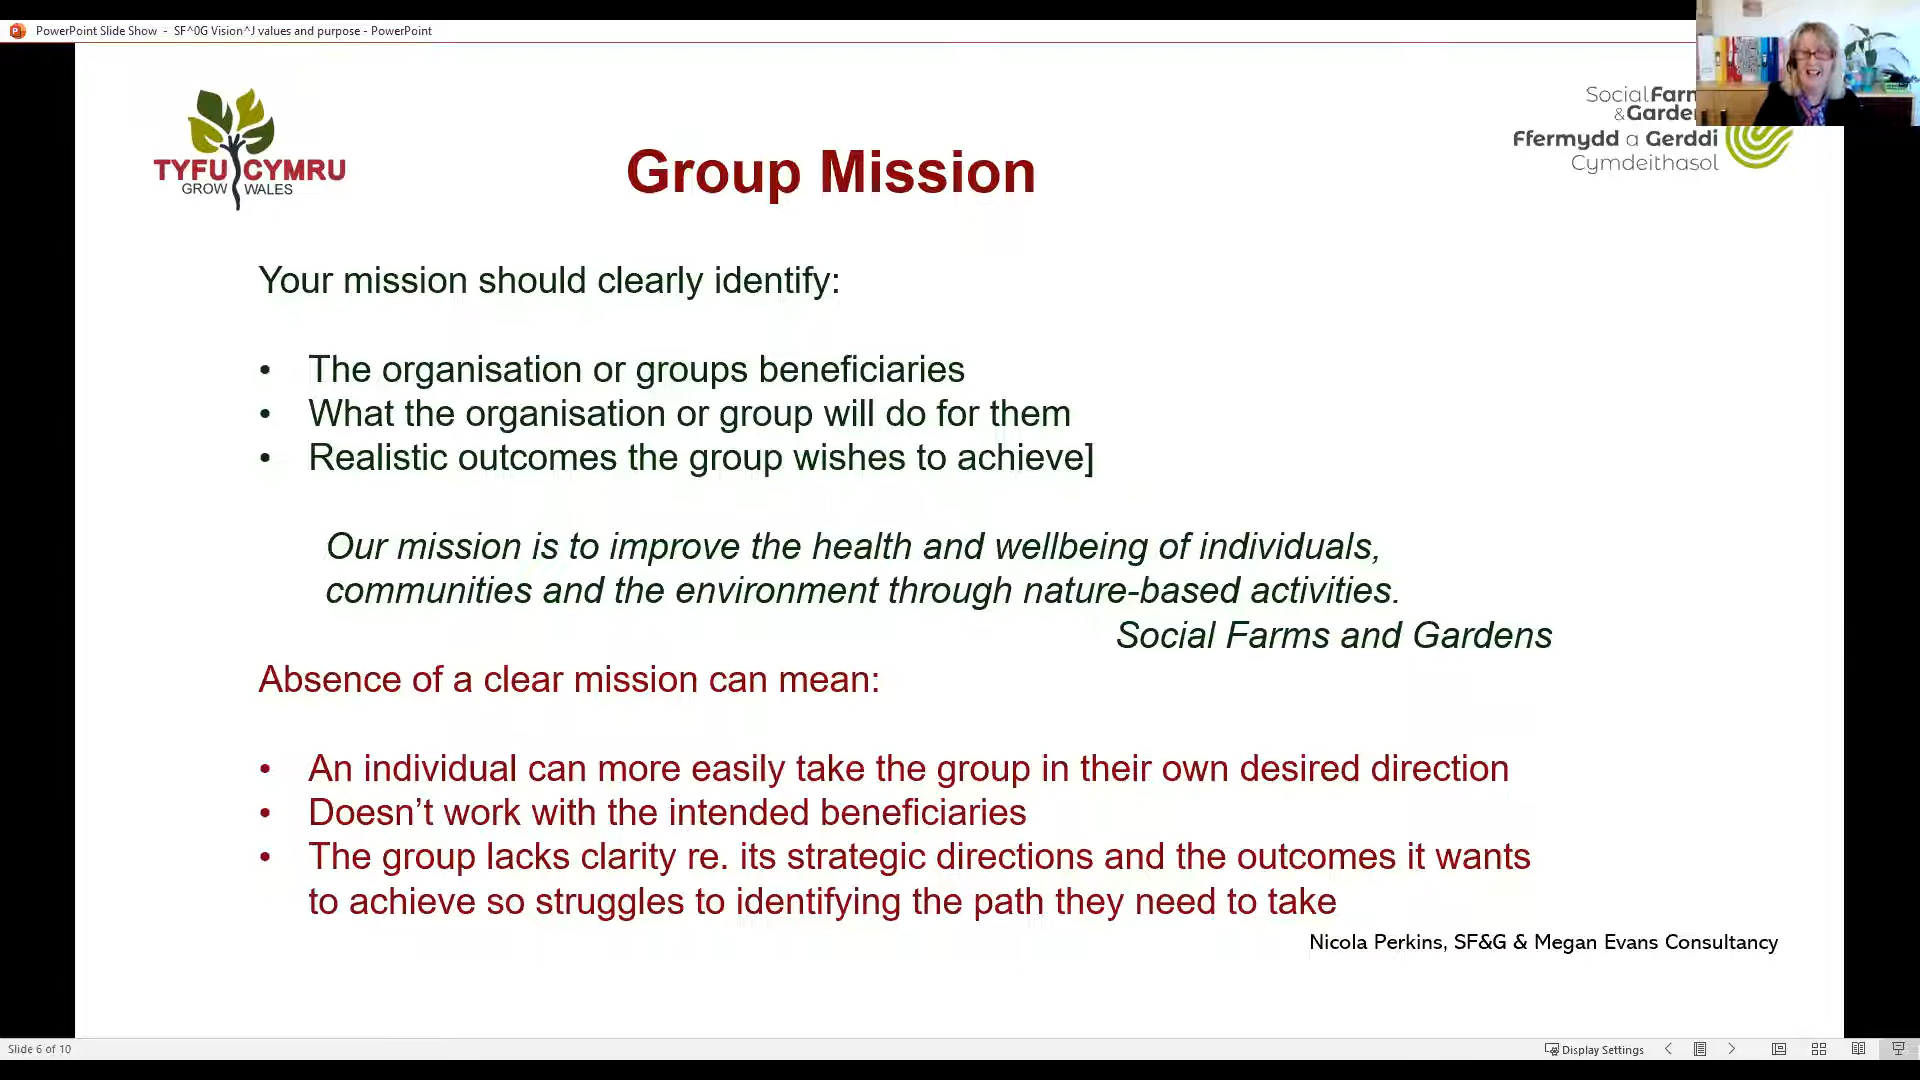 PowerPoint Slide Show - SF^0G Vision^J values and purpose - PowerPoint
TYFU CYMRU
GROW WALES
Social Farm
&Garde
Ffermydd a Gerddi
Cymdeithasol
Group Mission
Your mission should clearly identify:
• The organisation or groups beneficiaries
• What the organisation or group will do for them
• Realistic outcomes the group wishes to achieve]
Our mission is to improve the health and wellbeing of individuals,
communities and the environment through nature-based activities.
Social Farms and Gardens
Absence of a clear mission can mean:
• An individual can more easily take the group in their own desired direction
• Doesn’t work with the intended beneficiaries
• The group lacks clarity re. its strategic directions and the outcomes it wants
to achieve so struggles to identifying the path they need to take
Nicola Perkins, SF&G & Megan Evans Consultancy
Slide 6 of 10
Display Settings